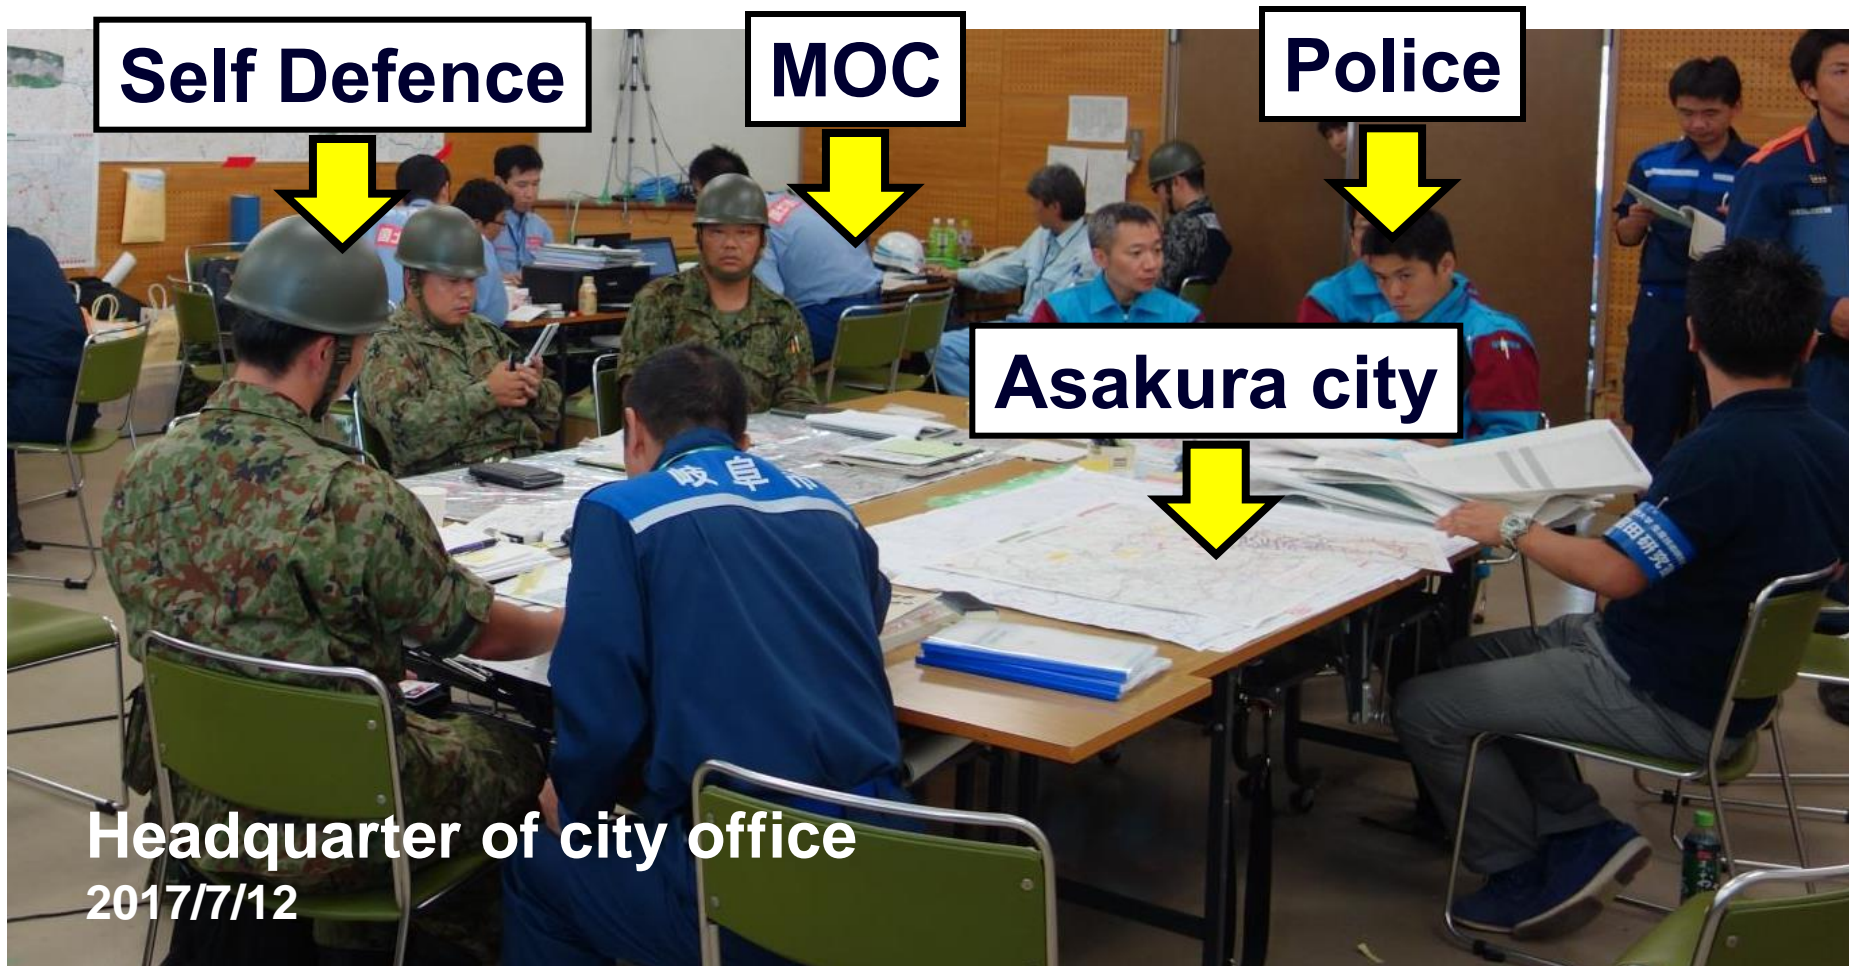 Self Defence
MOC
Police
Asakura city
岐阜市
Headquarter of city office
2017/7/12